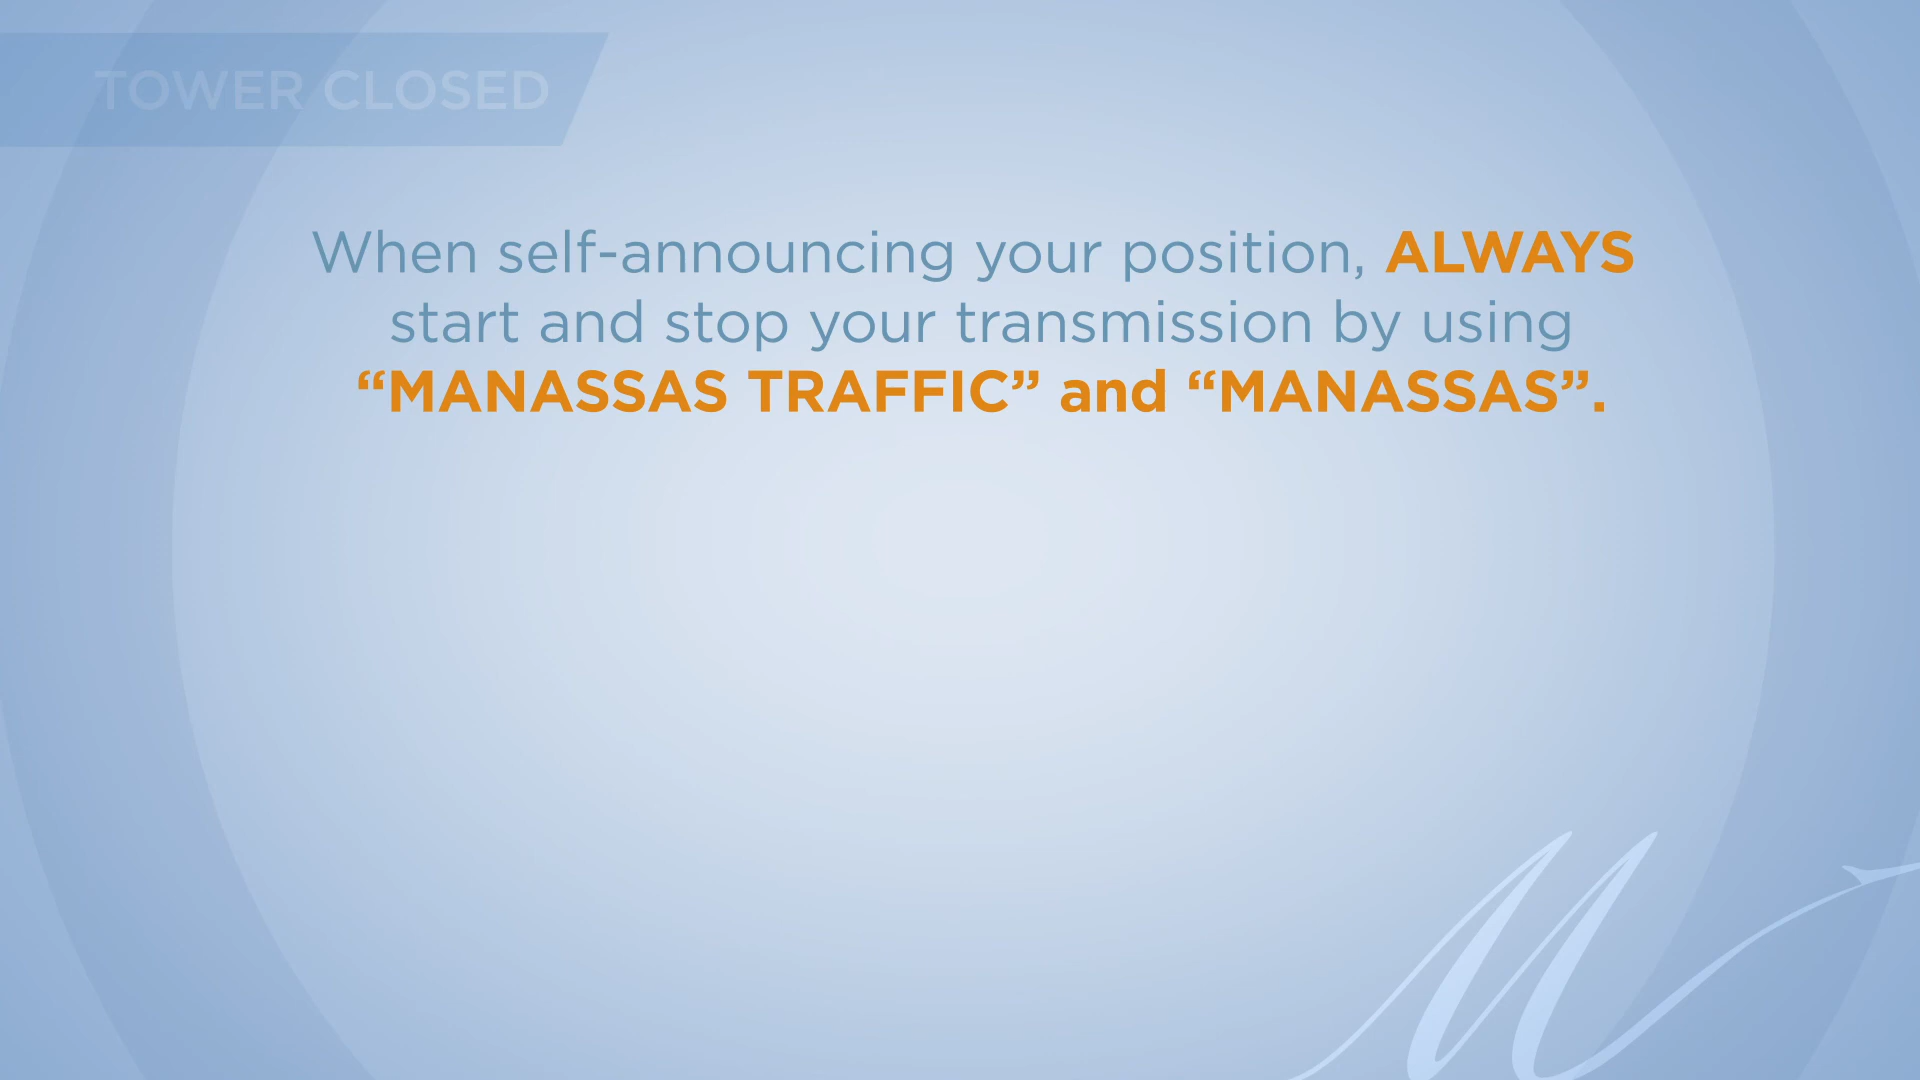 TOWER CLOSED
When self-announcing your position, ALWAYS
start and stop your transmission by using
“MANASSAS TRAFFIC” and “MANASSAS”.